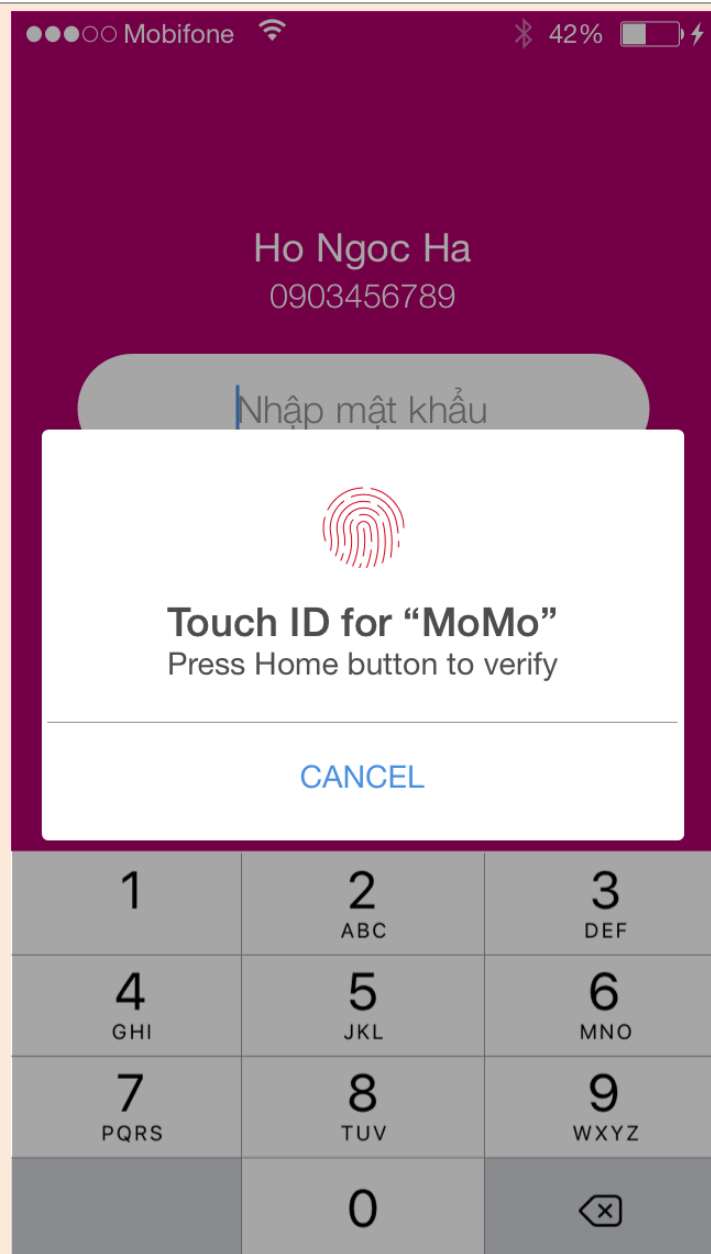 Mobifone 42%
Ho Ngoc Ha
0903456789
Nhập mật khẩu
Touch ID for “MoMo”
Press Home button to verify
CANCEL
1 2 3
ABC DEF
4 5 6
GHI JKL MNO
7 8 9
PQRS TUV WXYZ
0